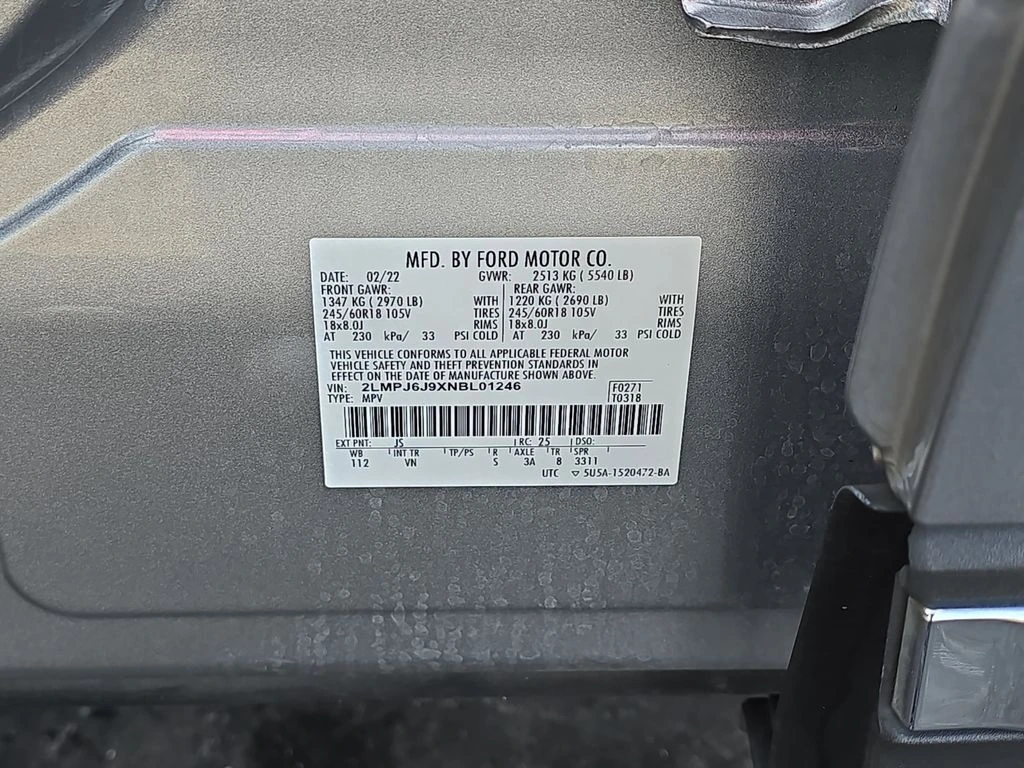 MFD. BY FORD MOTOR CO.
DATE: 02/22 GVWR: 2513 KG ( 5540 LB)
FRONT GAWR: REAR GAWR:
1347 KG ( 2970 LB) WITH 1220 KG ( 2690 LB) WITH
245/60R18 105V TIRES 245/60R18 105V TIRES
18x8.0J RIMS 18x8.0J RIMS
AT 230 kPa/ 33 PSI COLD AT 230 kPa/ 33 PSI COLD
THIS VEHICLE CONFORMS TO ALL APPLICABLE FEDERAL MOTOR
VEHICLE SAFETY AND THEFT PREVENTION STANDARDS IN
EFFECT ON THE DATE OF MANUFACTURE SHOWN ABOVE.
VIN: 2LMPJ6J9XNBL01246 F0271
TYPE: MPV T0318
EXT PNT: JS RC: 25 DSO:
WB INT TR TP/PS R AXLE TR SPR
112 VN S 3A 8 3311
UTC ▽ 5U5A-1520472-BA